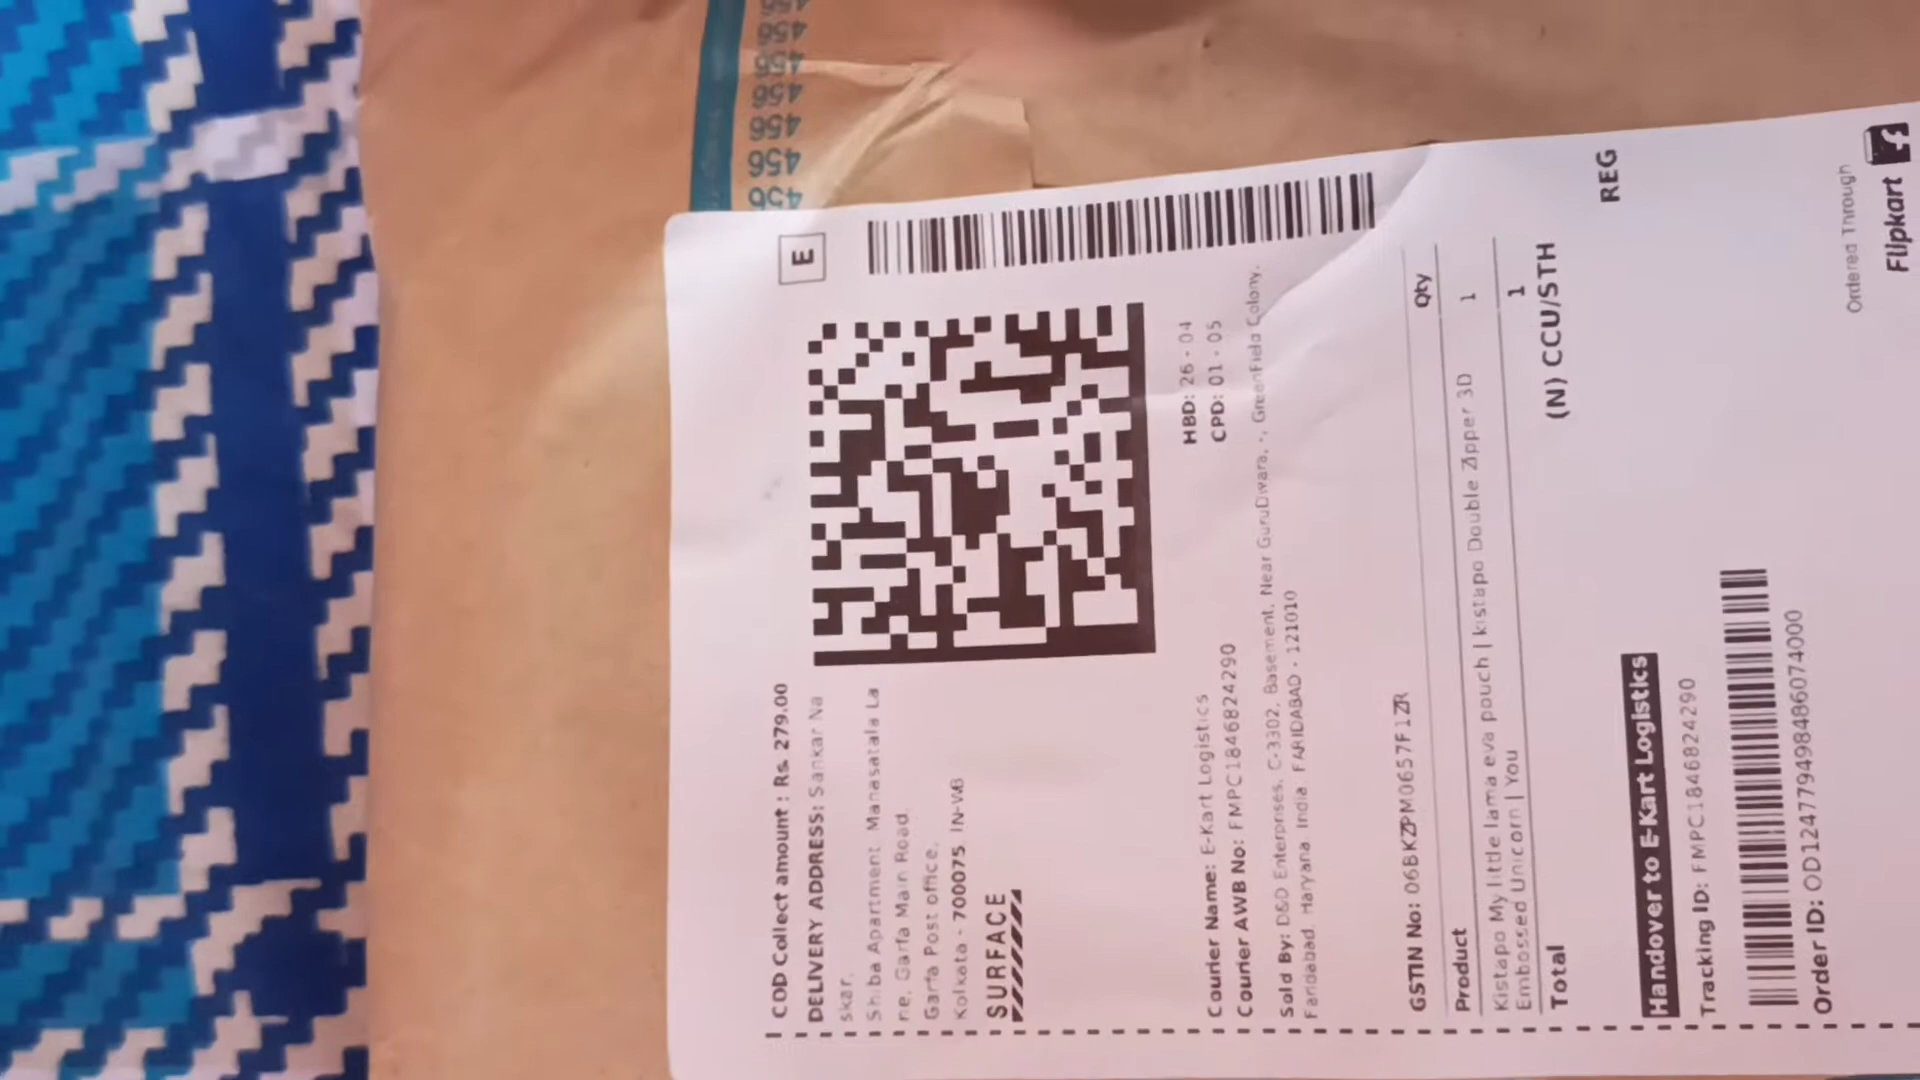 456
456
456
456
456
456
E
COD Collect amount : Rs. 279.00
DELIVERY ADDRESS: Sankar Na
skar,
Shiba Apartment Manasatala La
ne, Garfa Main Road,
Garfa Post office,
Kolkata - 700075 IN-WB
SURFACE
HBD: 26 - 04
CPD: 01 - 05
Courier Name: E-Kart Logistics
Courier AWB No: FMPC1846824290
Sold By: D&D Enterprises, C-3302, Basement, Near GuruDwara, -, GreenField Colony,
Faridabad, Haryana, India, FARIDABAD - 121010
GSTIN No: 06BKZPM0657F1ZR
Product Qty
Kistapo My little lama eva pouch | kistapo Double Zipper 3D 1
Embossed Unicorn | You
Total 1
(N) CCU/STH
REG
Handover to E-Kart Logistics
Tracking ID: FMPC1846824290
Order ID: OD124779498486074000
Ordered Through
Flipkart